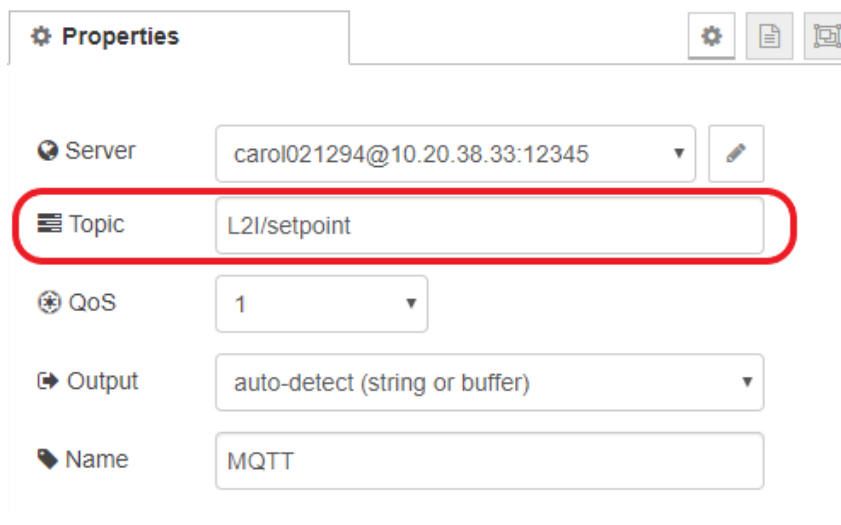 Properties
Server carol021294@10.20.38.33:12345
Topic L2I/setpoint
QoS 1
Output auto-detect (string or buffer)
Name MQTT